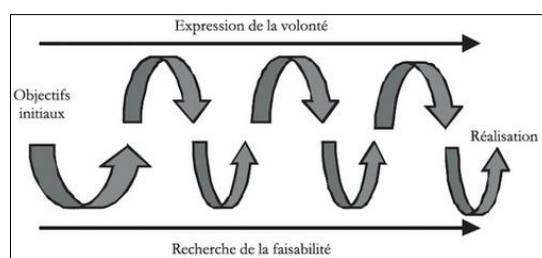 Expression de la volonté
Objectifs
initiaux
Réalisation
Recherche de la faisabilité